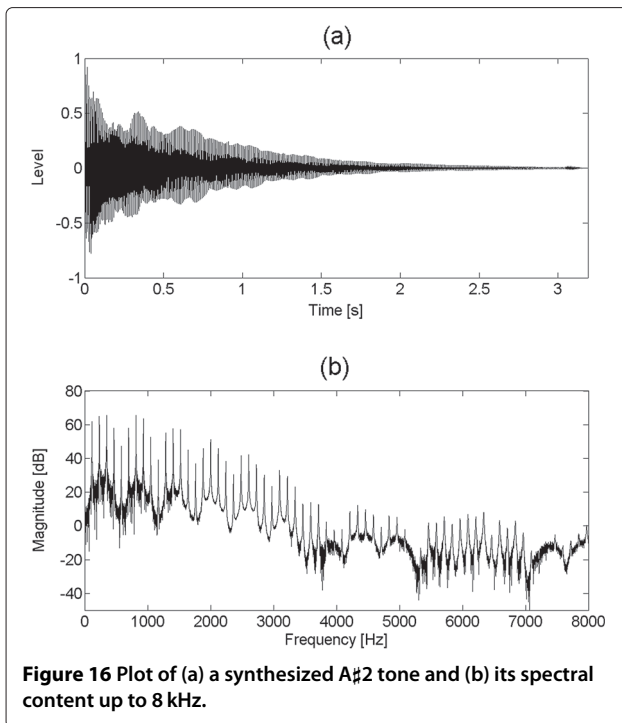 (a)
1
0.5
0
-0.5
-1
Level
0 0.5 1 1.5 2 2.5 3
Time [s]
(b)
80
60
40
20
0
-20
-40
Magnitude [dB]
0 1000 2000 3000 4000 5000 6000 7000 8000
Frequency [Hz]
Figure 16 Plot of (a) a synthesized A♯2 tone and (b) its spectral
content up to 8 kHz.